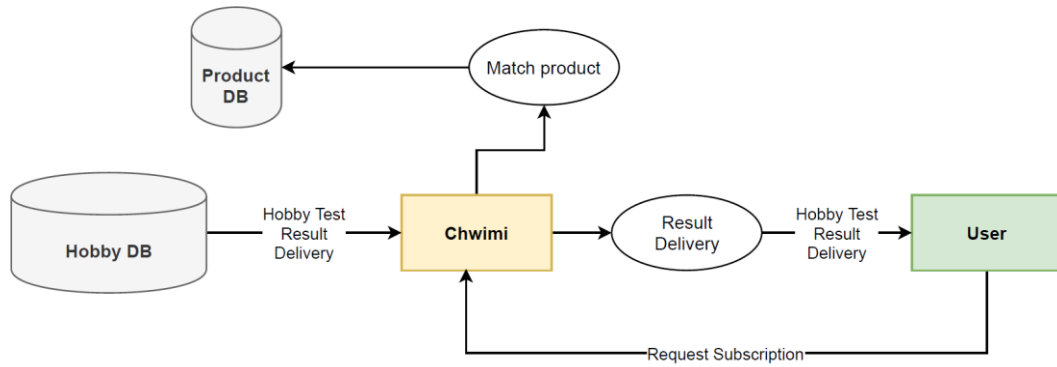 Product
DB
Match product
Hobby DB
Hobby Test
Result
Delivery
Chwimi
Result
Delivery
Hobby Test
Result
Delivery
User
Request Subscription